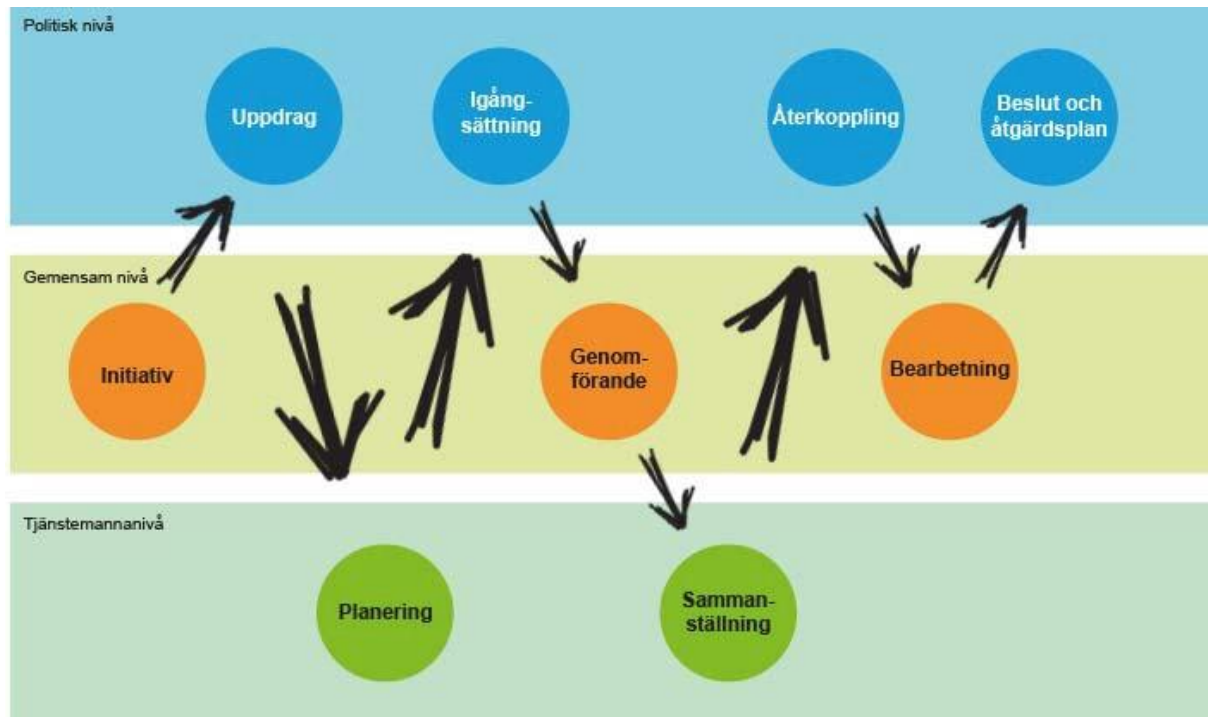 Politisk nivå
Uppdrag
Igång-
sättning
Återkoppling
Beslut och
åtgärdsplan
Gemensam nivå
Initiativ
Genom-
förande
Bearbetning
Tjänstemannanivå
Planering
Samman-
ställning